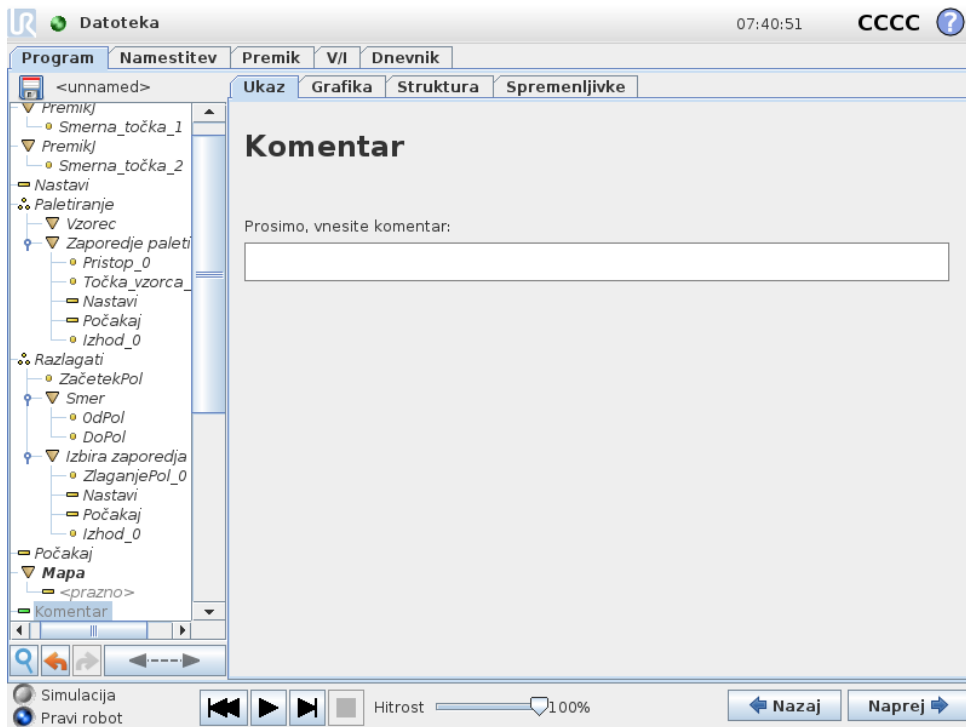 Datoteka 07:40:51 CCCC ?
Program Namestitev Premik V/I Dnevnik
<unnamed>
Ukaz Grafika Struktura Spremenljivke
PremikJ
Smerna_točka_1
PremikJ
Smerna_točka_2
Nastavi
Paletiranje
Vzorec
Zaporedje paleti
Pristop_0
Točka_vzorca_
Nastavi
Počakaj
Izhod_0
Razlagati
ZačetekPol
Smer
OdPol
DoPol
Izbira zaporedja
ZlaganjePol_0
Nastavi
Počakaj
Izhod_0
Počakaj
Mapa
<prazno>
Komentar
Komentar
Prosimo, vnesite komentar:
Simulacija
Pravi robot
Hitrost 100%
Nazaj Naprej